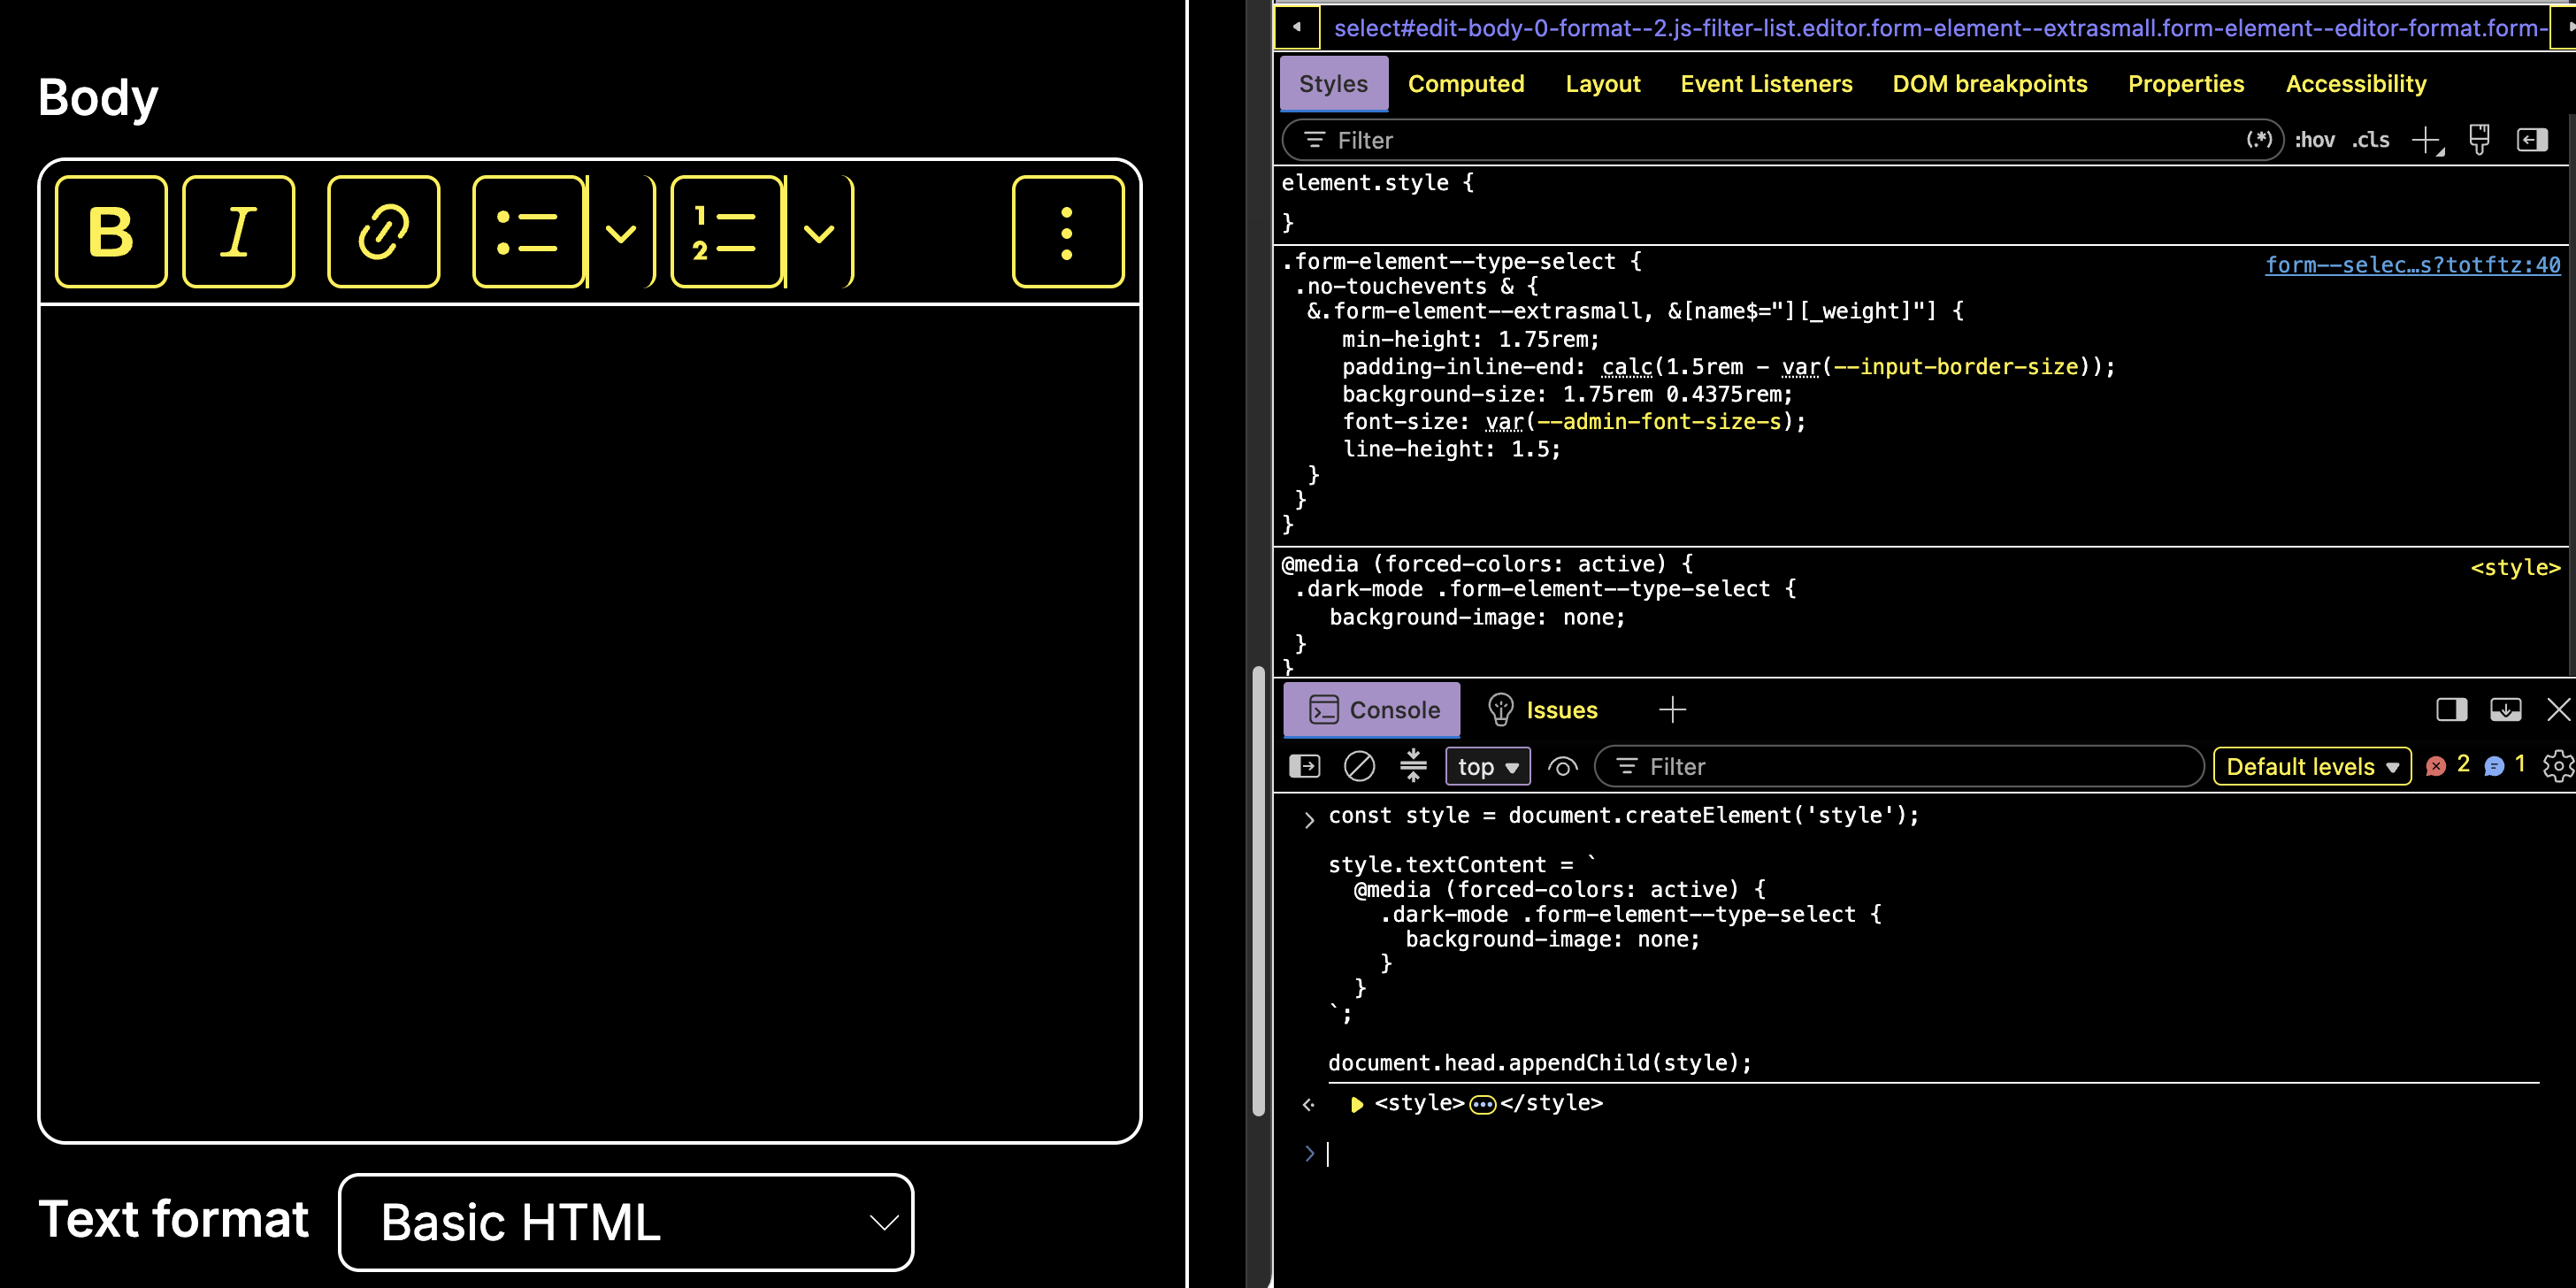 Body
B I
1
2
Text format
Basic HTML
select#edit-body-0-format--2.js-filter-list.editor.form-element--extrasmall.form-element--editor-format.form-
Styles Computed Layout Event Listeners DOM breakpoints Properties Accessibility
Filter (.*) :hov .cls
element.style {
}
.form-element--type-select { form--selec…s?totftz:40
.no-touchevents & {
&.form-element--extrasmall, &[name$="][_weight]"] {
min-height: 1.75rem;
padding-inline-end: calc(1.5rem - var(--input-border-size));
background-size: 1.75rem 0.4375rem;
font-size: var(--admin-font-size-s);
line-height: 1.5;
}
}
}
@media (forced-colors: active) { <style>
.dark-mode .form-element--type-select {
background-image: none;
}
}
Console Issues
top Filter Default levels 2 1
const style = document.createElement('style');
style.textContent = `
@media (forced-colors: active) {
.dark-mode .form-element--type-select {
background-image: none;
}
}
`;
document.head.appendChild(style);
<style>…</style>